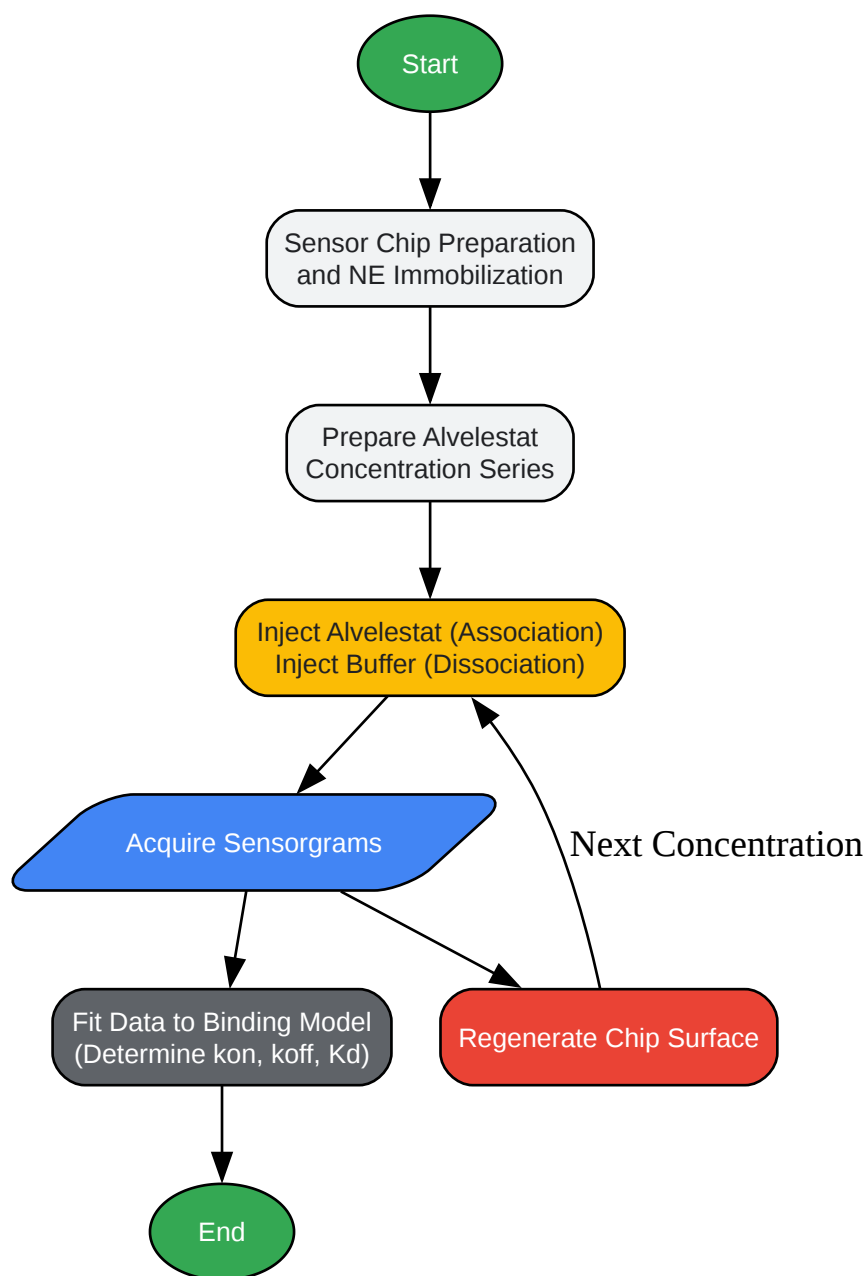 Start
Sensor Chip Preparation
and NE Immobilization
Prepare Alvelestat
Concentration Series
Inject Alvelestat (Association)
Inject Buffer (Dissociation)
Acquire Sensorgrams
Next Concentration
Fit Data to Binding Model
(Determine kon, koff, Kd)
Regenerate Chip Surface
End